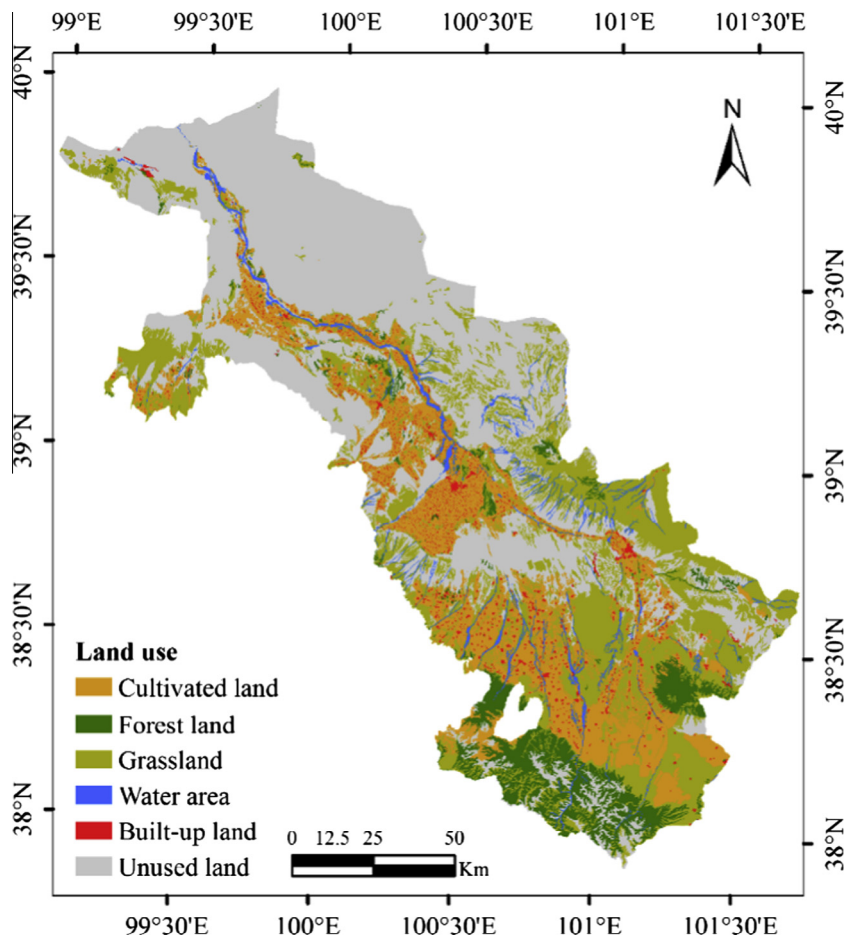 99°E 99°30'E 100°E 100°30'E 101°E 101°30'E
40°N
40°N
N
39°30'N
39°30'N
39°N
39°N
38°30'N
38°30'N
38°N
38°N
Land use
Cultivated land
Forest land
Grassland
Water area
Built-up land
Unused land
0 12.5 25 50
Km
99°30'E 100°E 100°30'E 101°E 101°30'E